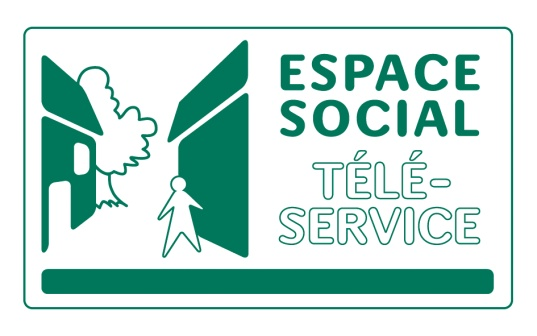 ESPACE
SOCIAL
TÉLÉ-
SERVICE